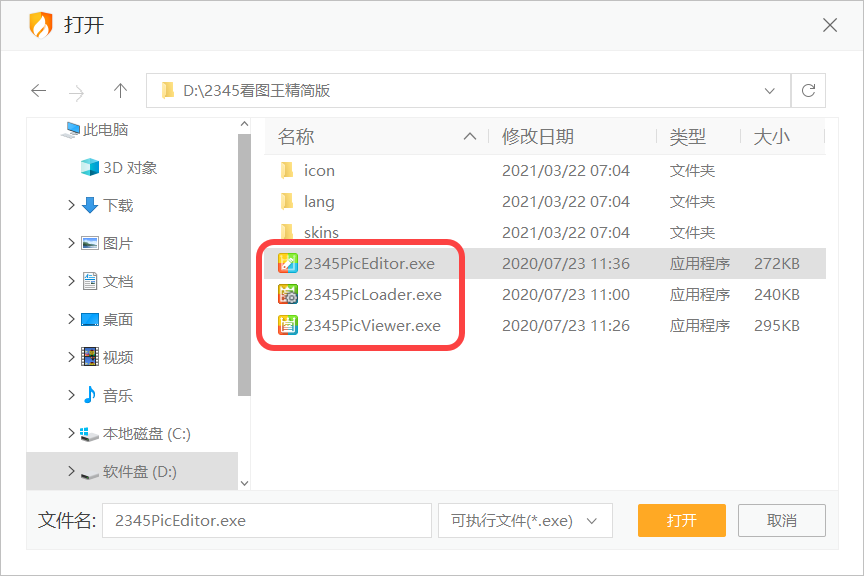 打开
D:\2345看图王精简版
此电脑
3D 对象
下载
图片
文档
桌面
视频
音乐
本地磁盘 (C:)
软件盘 (D:)
名称 修改日期 类型 大小
icon 2021/03/22 07:04 文件夹
lang 2021/03/22 07:04 文件夹
skins 2021/03/22 07:04 文件夹
2345PicEditor.exe 2020/07/23 11:36 应用程序 272KB
2345PicLoader.exe 2020/07/23 11:00 应用程序 240KB
2345PicViewer.exe 2020/07/23 11:26 应用程序 295KB
文件名: 2345PicEditor.exe 可执行文件(*.exe) 打开 取消